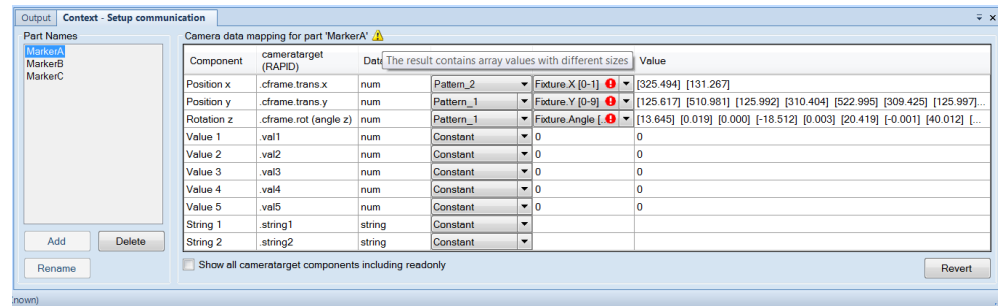 Output Context - Setup communication
Part Names
MarkerA
MarkerB
MarkerC
Add Delete
Rename
Camera data mapping for part 'MarkerA'
Component cameratarget (RAPID) Data Value
The result contains array values with different sizes
Position x .cframe.trans.x num Pattern_2 Fixture.X [0-1] [325.494] [131.267]
Position y .cframe.trans.y num Pattern_1 Fixture.Y [0-9] [125.617] [510.981] [125.992] [310.404] [522.995] [309.425] [125.997]...
Rotation z .cframe.rot (angle z) num Pattern_1 Fixture.Angle [... [13.645] [0.019] [0.000] [-18.512] [0.003] [20.419] [-0.001] [40.012] [...
Value 1 .val1 num Constant 0 0
Value 2 .val2 num Constant 0 0
Value 3 .val3 num Constant 0 0
Value 4 .val4 num Constant 0 0
Value 5 .val5 num Constant 0 0
String 1 .string1 string Constant
String 2 .string2 string Constant
Show all cameratarget components including readonly
Revert
nown)